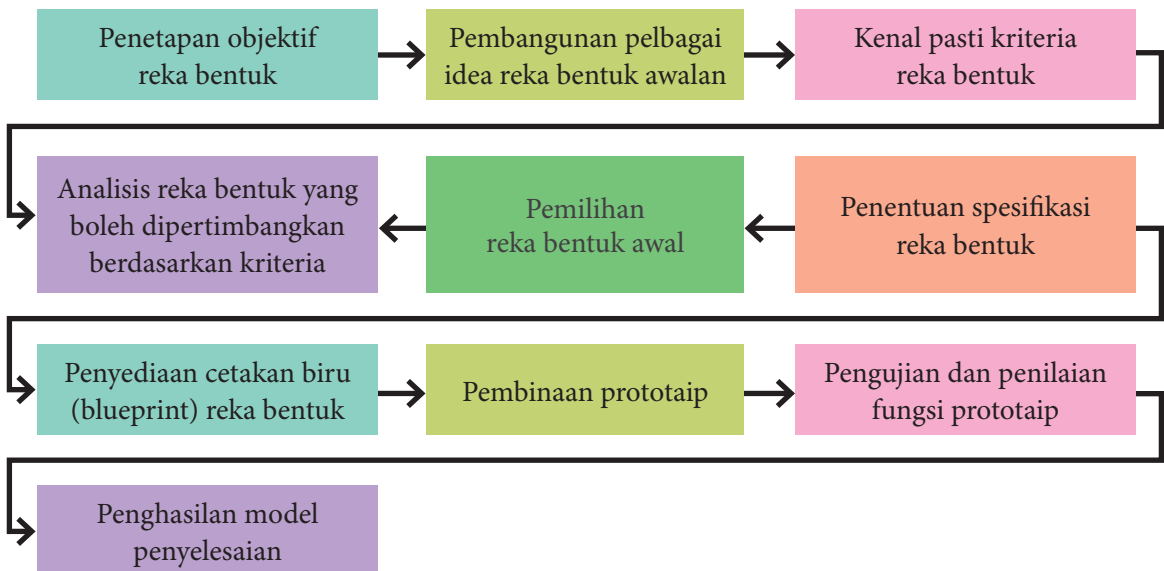 Penetapan objektif
reka bentuk
Pembangunan pelbagai
idea reka bentuk awalan
Kenal pasti kriteria
reka bentuk
Analisis reka bentuk yang
boleh dipertimbangkan
berdasarkan kriteria
Pemilihan
reka bentuk awal
Penentuan spesifikasi
reka bentuk
Penyediaan cetakan biru
(blueprint) reka bentuk
Pembinaan prototaip
Pengujian dan penilaian
fungsi prototaip
Penghasilan model
penyelesaian